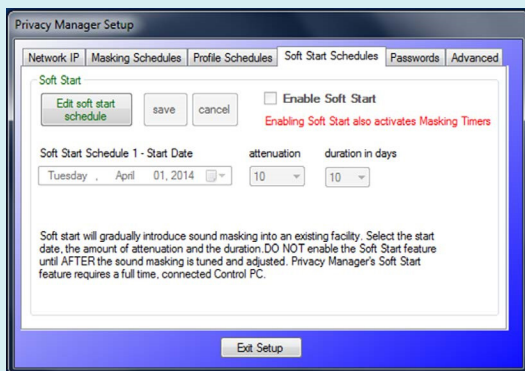 Privacy Manager Setup
Network IP Masking Schedules Profile Schedules Soft Start Schedules Passwords Advanced
Soft Start
Edit soft start
schedule
save
cancel
Enable Soft Start
Enabling Soft Start also activates Masking Timers
Soft Start Schedule 1 - Start Date
attenuation
duration in days
Tuesday , April 01, 2014
10
10
Soft start will gradually introduce sound masking into an existing facility. Select the start
date, the amount of attenuation and the duration.DO NOT enable the Soft Start feature
until AFTER the sound masking is tuned and adjusted. Privacy Manager's Soft Start
feature requires a full time, connected Control PC.
Exit Setup